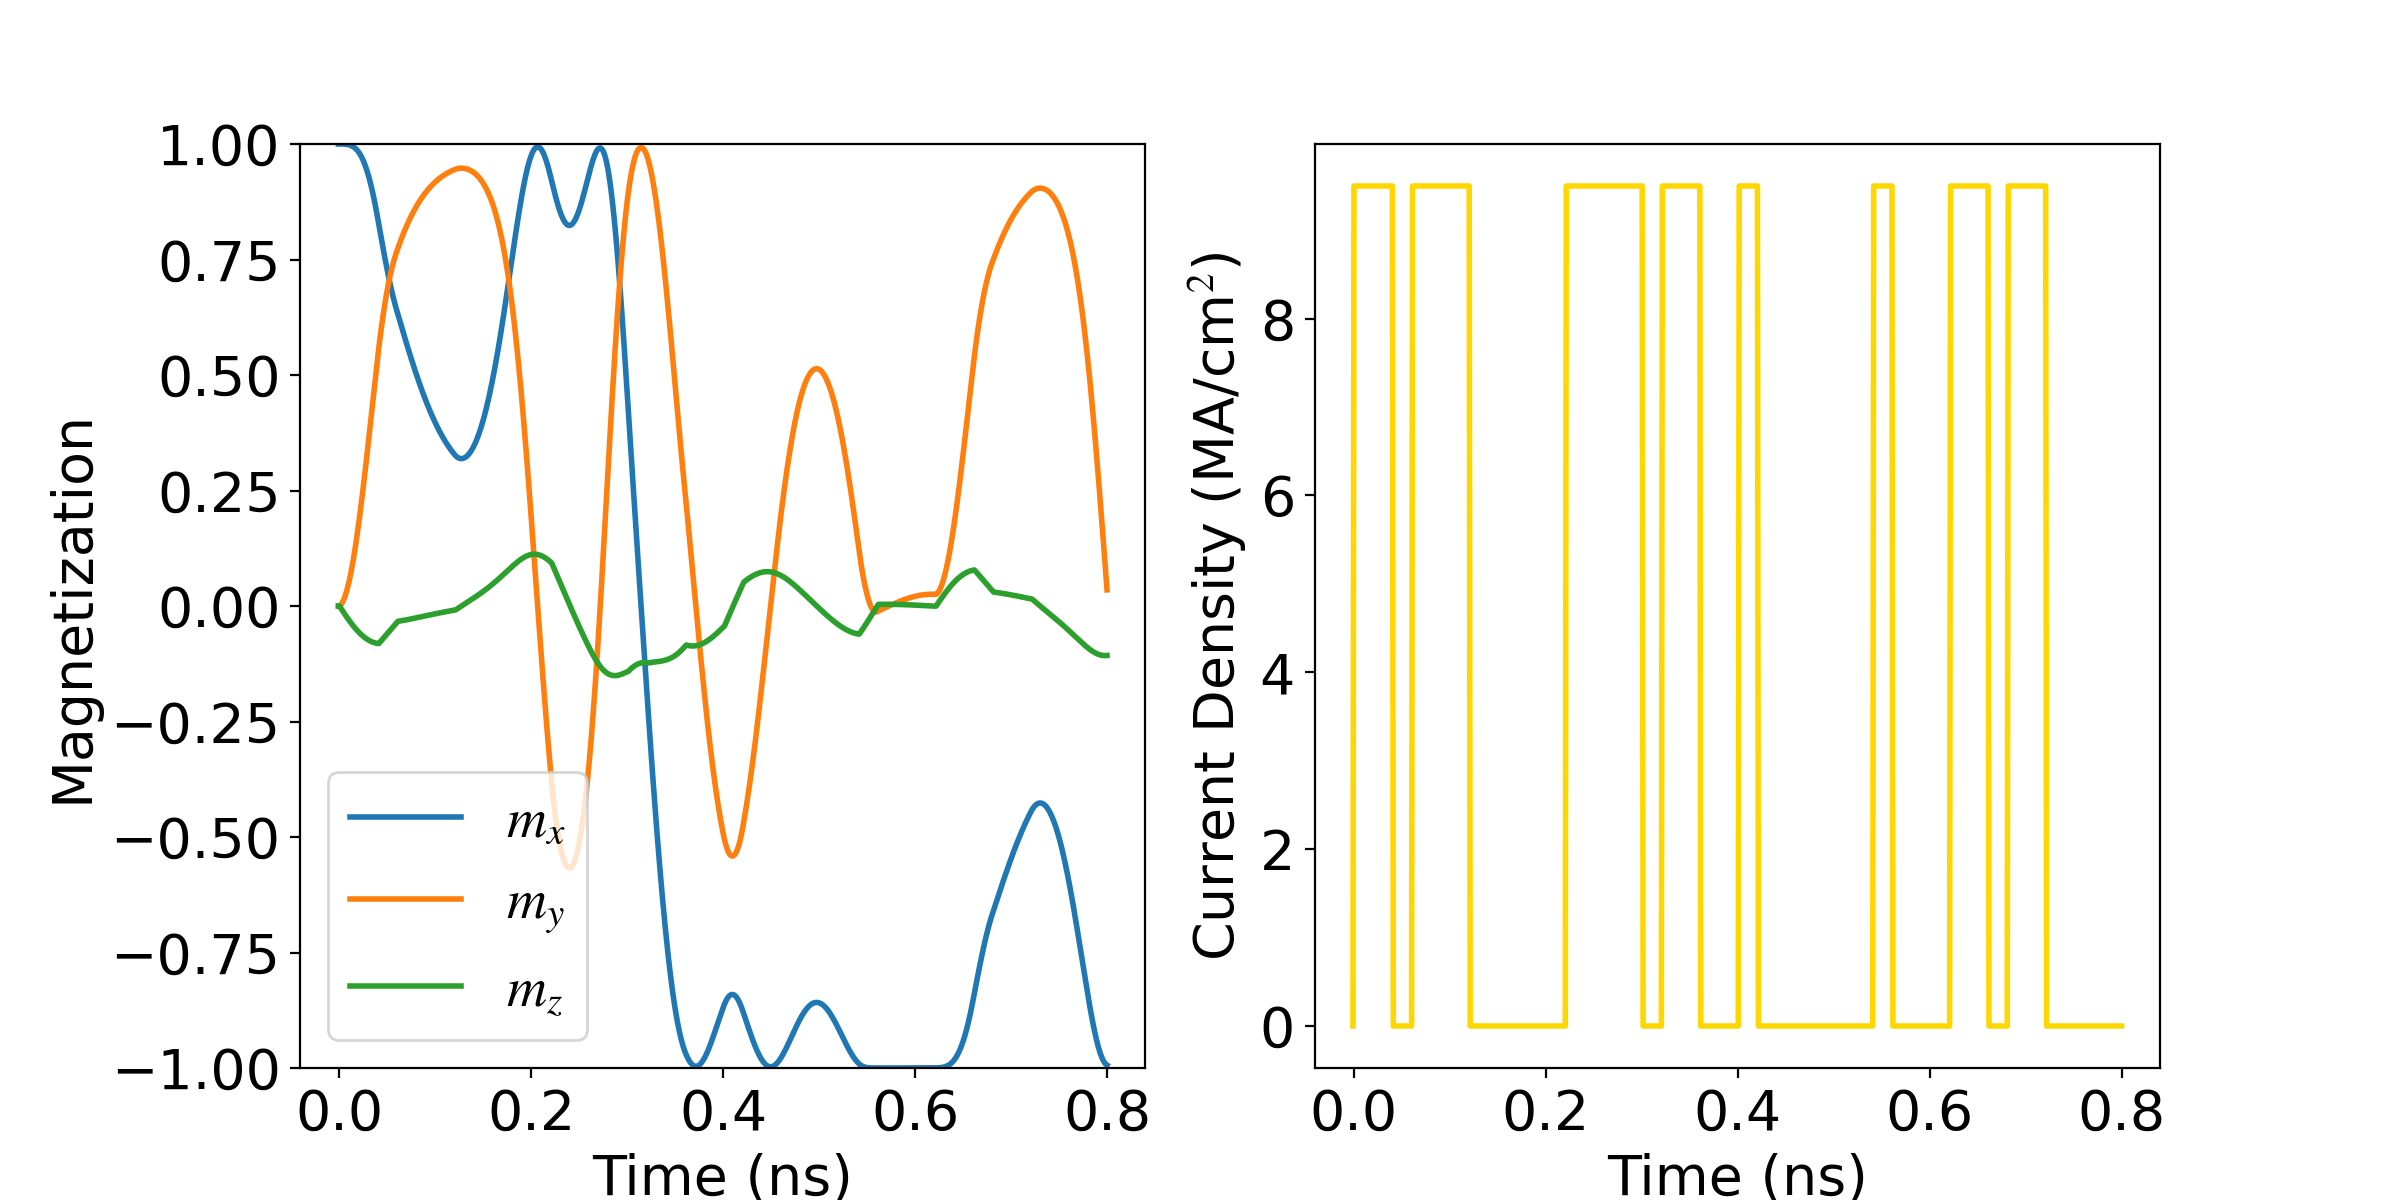 1.00
0.75
0.50
0.25
0.00
−0.25
−0.50
−0.75
−1.00
Magnetization
m_x
m_y
m_z
0.0 0.2 0.4 0.6 0.8
Time (ns)
8
6
4
2
0
Current Density (MA/cm²)
0.0 0.2 0.4 0.6 0.8
Time (ns)